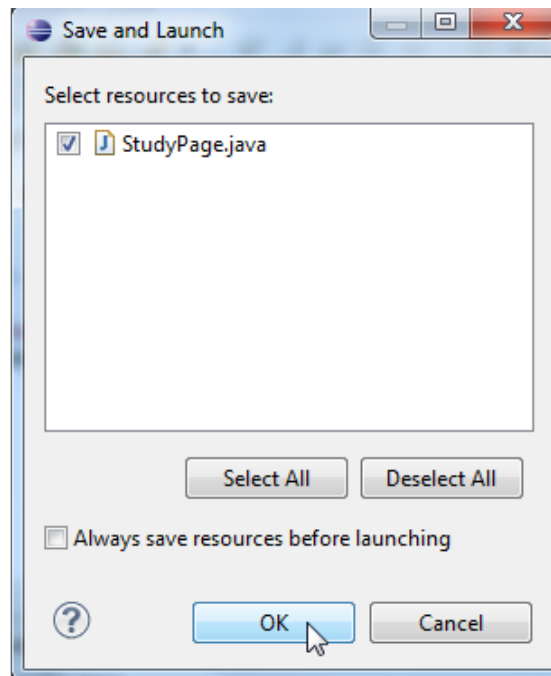 Save and Launch
Select resources to save:
StudyPage.java
Select All Deselect All
Always save resources before launching
OK Cancel